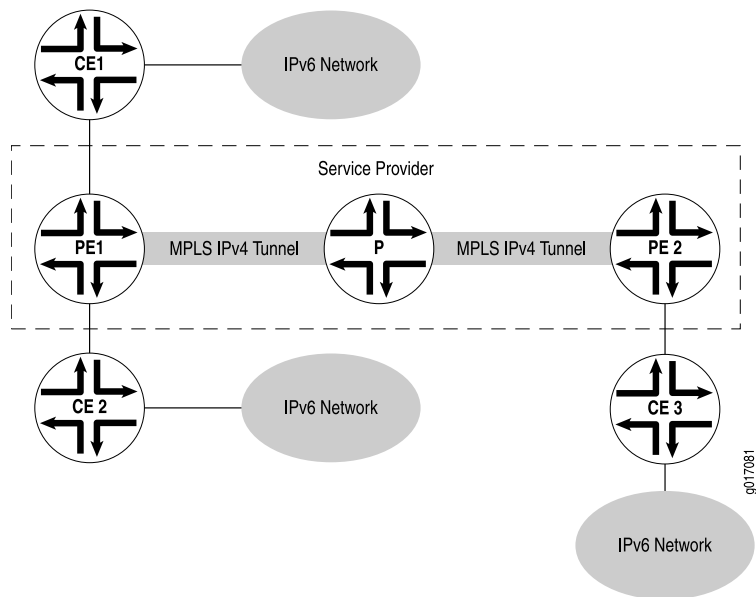 CE1
IPv6 Network
Service Provider
PE1
MPLS IPv4 Tunnel
P
MPLS IPv4 Tunnel
PE 2
CE 2
IPv6 Network
CE 3
g017081
IPv6 Network